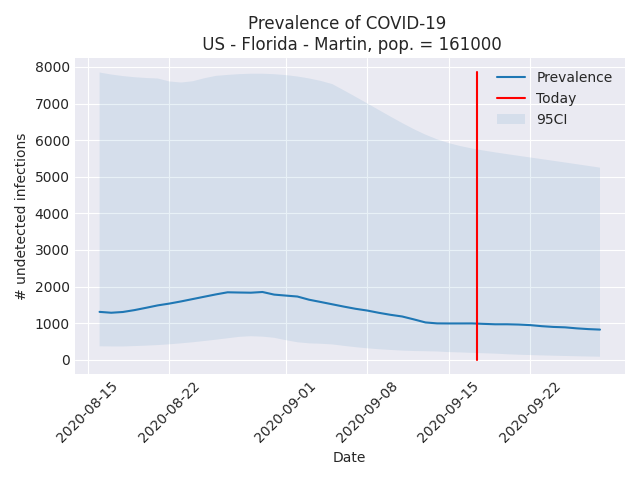 Prevalence of COVID-19
US - Florida - Martin, pop. = 161000
# undetected infections
8000
7000
6000
5000
4000
3000
2000
1000
0
Prevalence
Today
95CI
2020-08-15
2020-08-22
2020-09-01
2020-09-08
2020-09-15
2020-09-22
Date